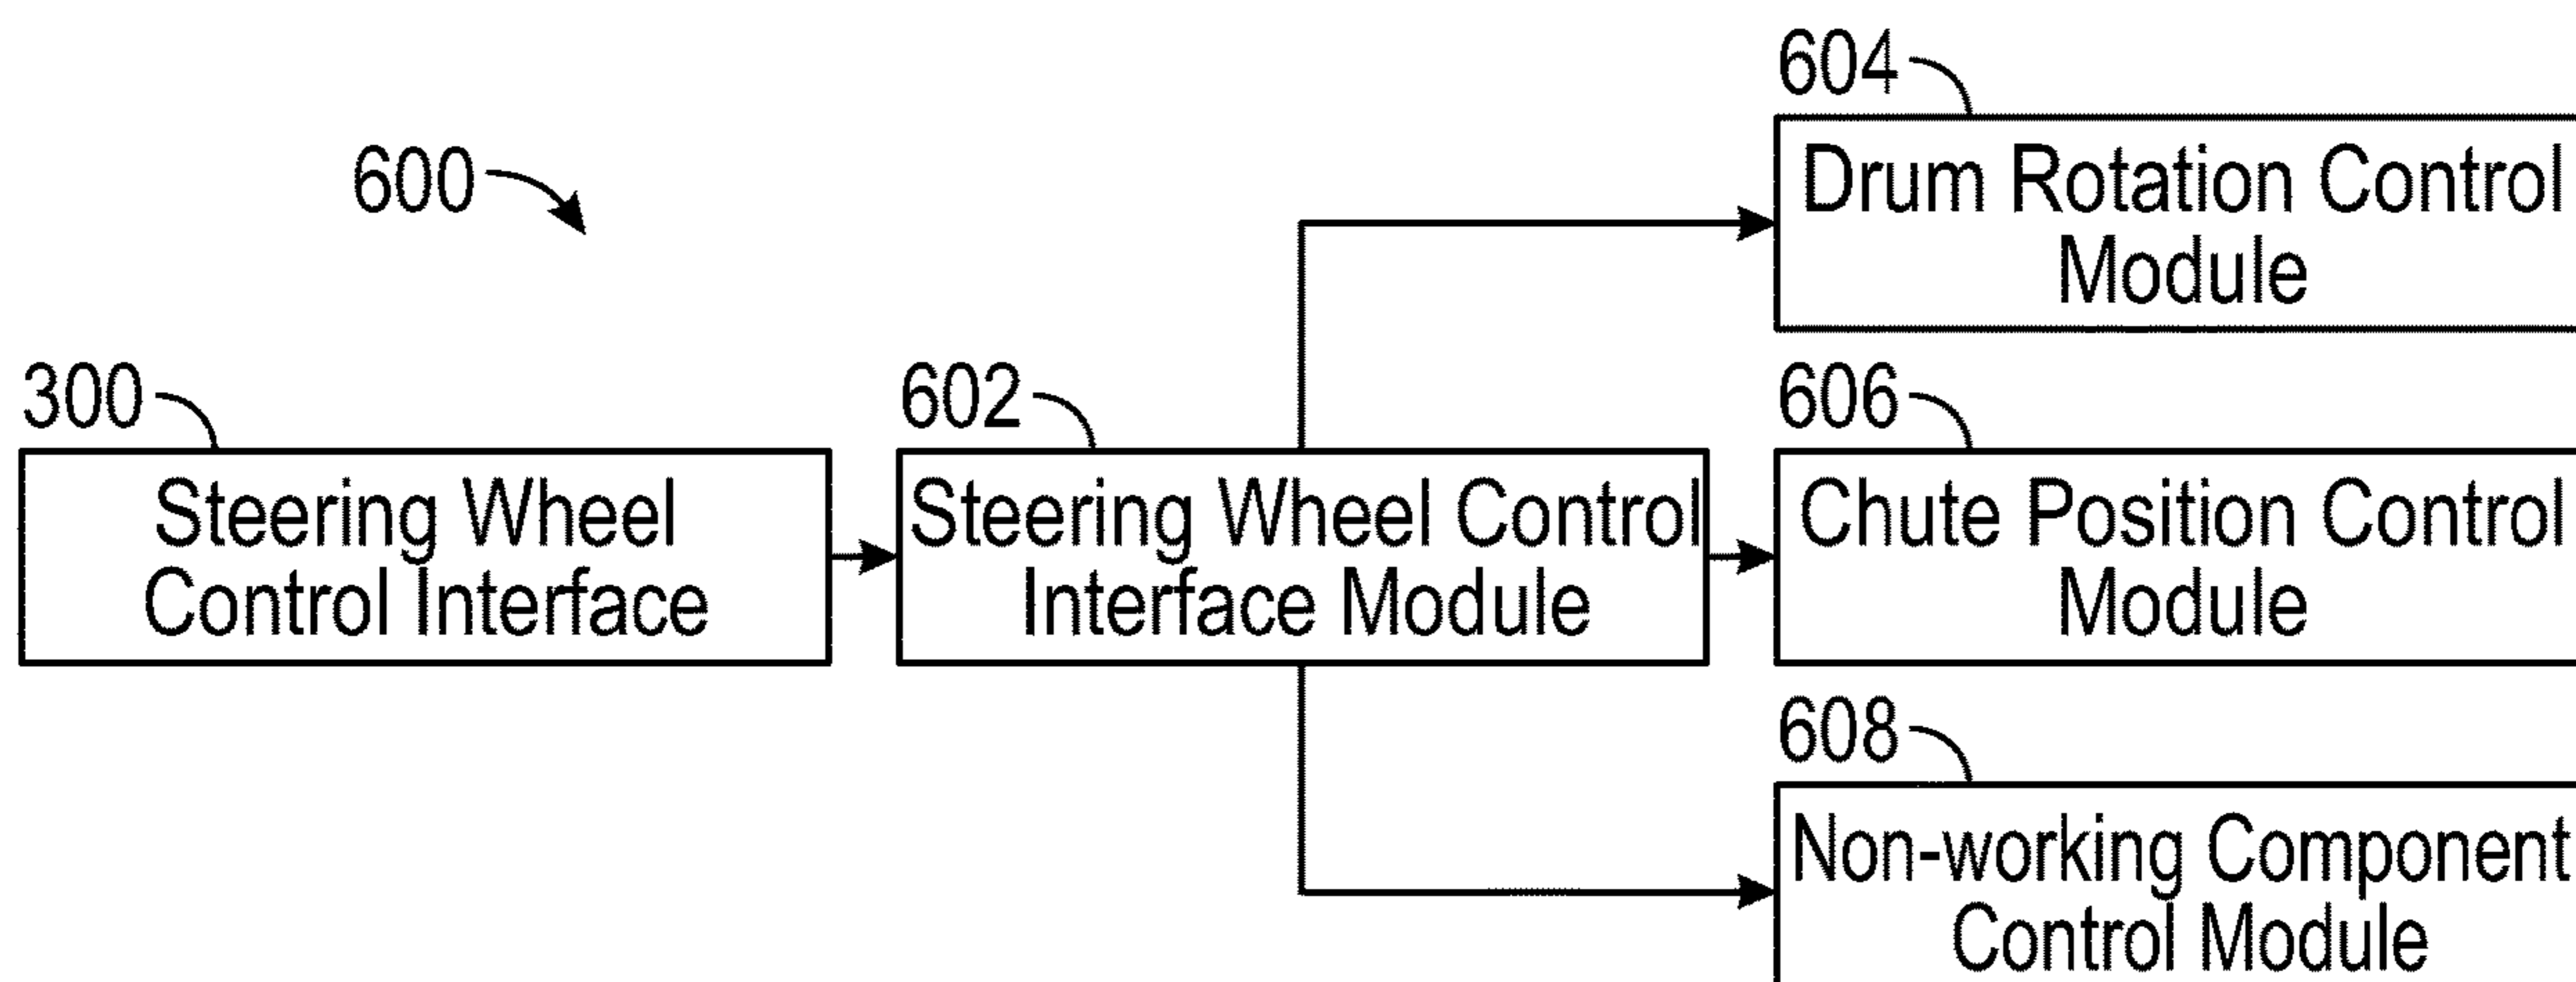 604
Drum Rotation Control
Module
600
300
Steering Wheel
Control Interface
602
Steering Wheel Control
Interface Module
606
Chute Position Control
Module
608
Non-working Component
Control Module